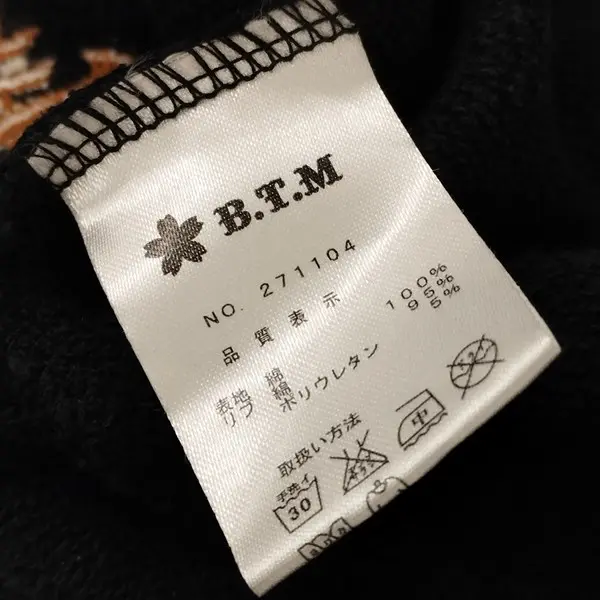 B.T.M
NO. 271104
品質表示
表地 綿 100%
リブ 綿 95%
ポリウレタン 5%
取扱い方法
手洗イ
30
中